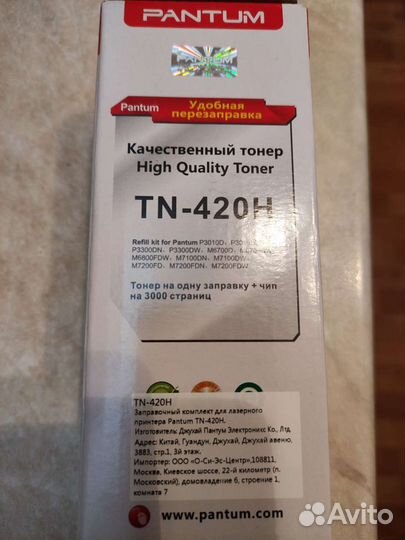 PANTUM
PANTUM
Pantum
Удобная
перезаправка
Качественный тонер
High Quality Toner
TN-420H
Refill kit for Pantum P3010D,
P3300DN, P3300DW, M6700D,
M6800FDW, M7100DN, M7100DW,
M7200FD, M7200FDN, M7200FDW
Тонер на одну заправку + чип
на 3000 страниц
TN-420H
Заправочный комплект для лазерного
принтера Pantum TN-420H.
Изготовитель: Джухай Пантум Электроникс Ко., Лтд
Адрес: Китай, Гуандун, Джухай, Джухай авеню,
3883, стр.1, 3й этаж.
Импортер: ООО «О-Си-Эс-Центр»,108811,
Москва, Киевское шоссе, 22-й километр (п.
Московский), домовладение 6, строение 1,
комната 7
www.pantum.com
Avito